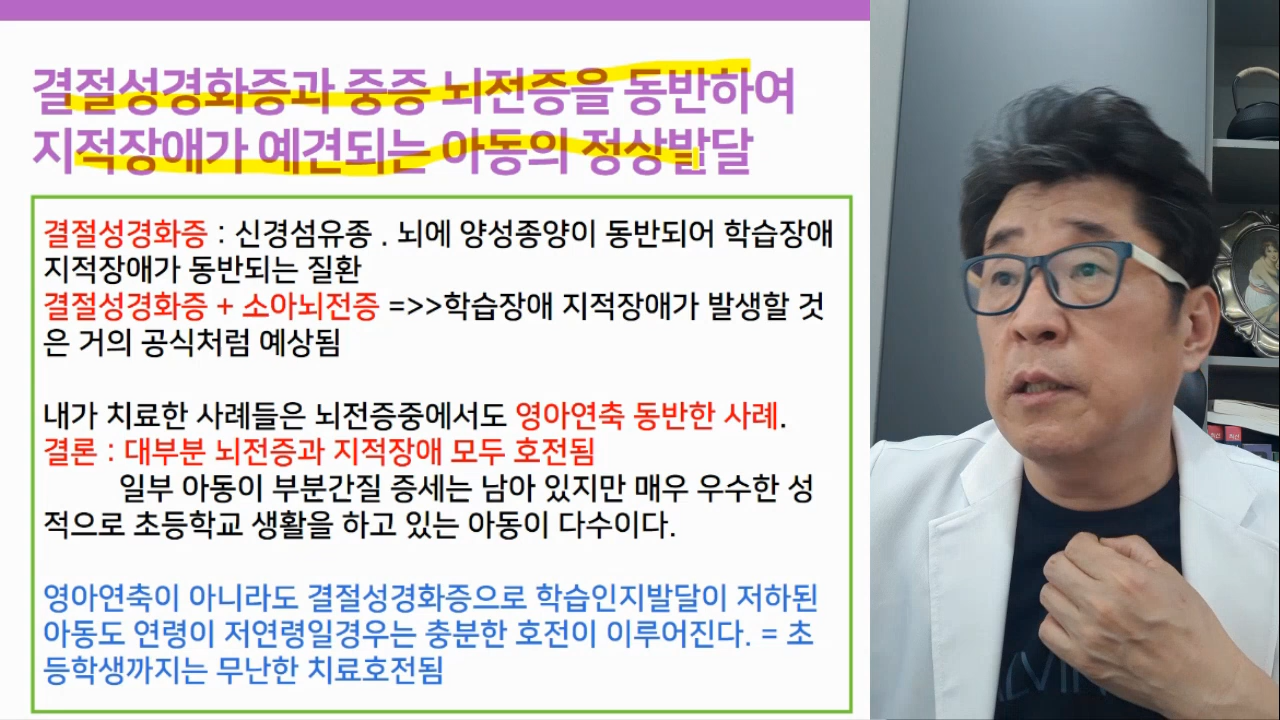 결절성경화증과 중증 뇌전증을 동반하여
지적장애가 예견되는 아동의 정상발달
결절성경화증 : 신경섬유종 . 뇌에 양성종양이 동반되어 학습장애
지적장애가 동반되는 질환
결절성경화증 + 소아뇌전증 =>>학습장애 지적장애가 발생할 것
은 거의 공식처럼 예상됨
내가 치료한 사례들은 뇌전증중에서도 영아연축 동반한 사례.
결론 : 대부분 뇌전증과 지적장애 모두 호전됨
일부 아동이 부분간질 증세는 남아 있지만 매우 우수한 성
적으로 초등학교 생활을 하고 있는 아동이 다수이다.
영아연축이 아니라도 결절성경화증으로 학습인지발달이 저하된
아동도 연령이 저연령일경우는 충분한 호전이 이루어진다. = 초
등학생까지는 무난한 치료호전됨